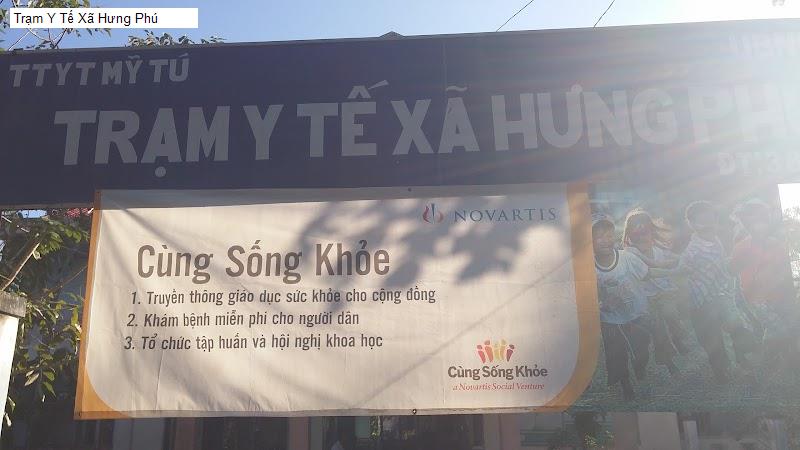 Trạm Y Tế Xã Hưng Phú
TTYT MỸ TÚ
TRẠM Y TẾ XÃ HƯNG PHÚ
NOVARTIS
Cùng Sống Khỏe
1. Truyền thông giáo dục sức khỏe cho cộng đồng
2. Khám bệnh miễn phí cho người dân
3. Tổ chức tập huấn và hội nghị khoa học
Cùng Sống Khỏe
a Novartis Social Venture